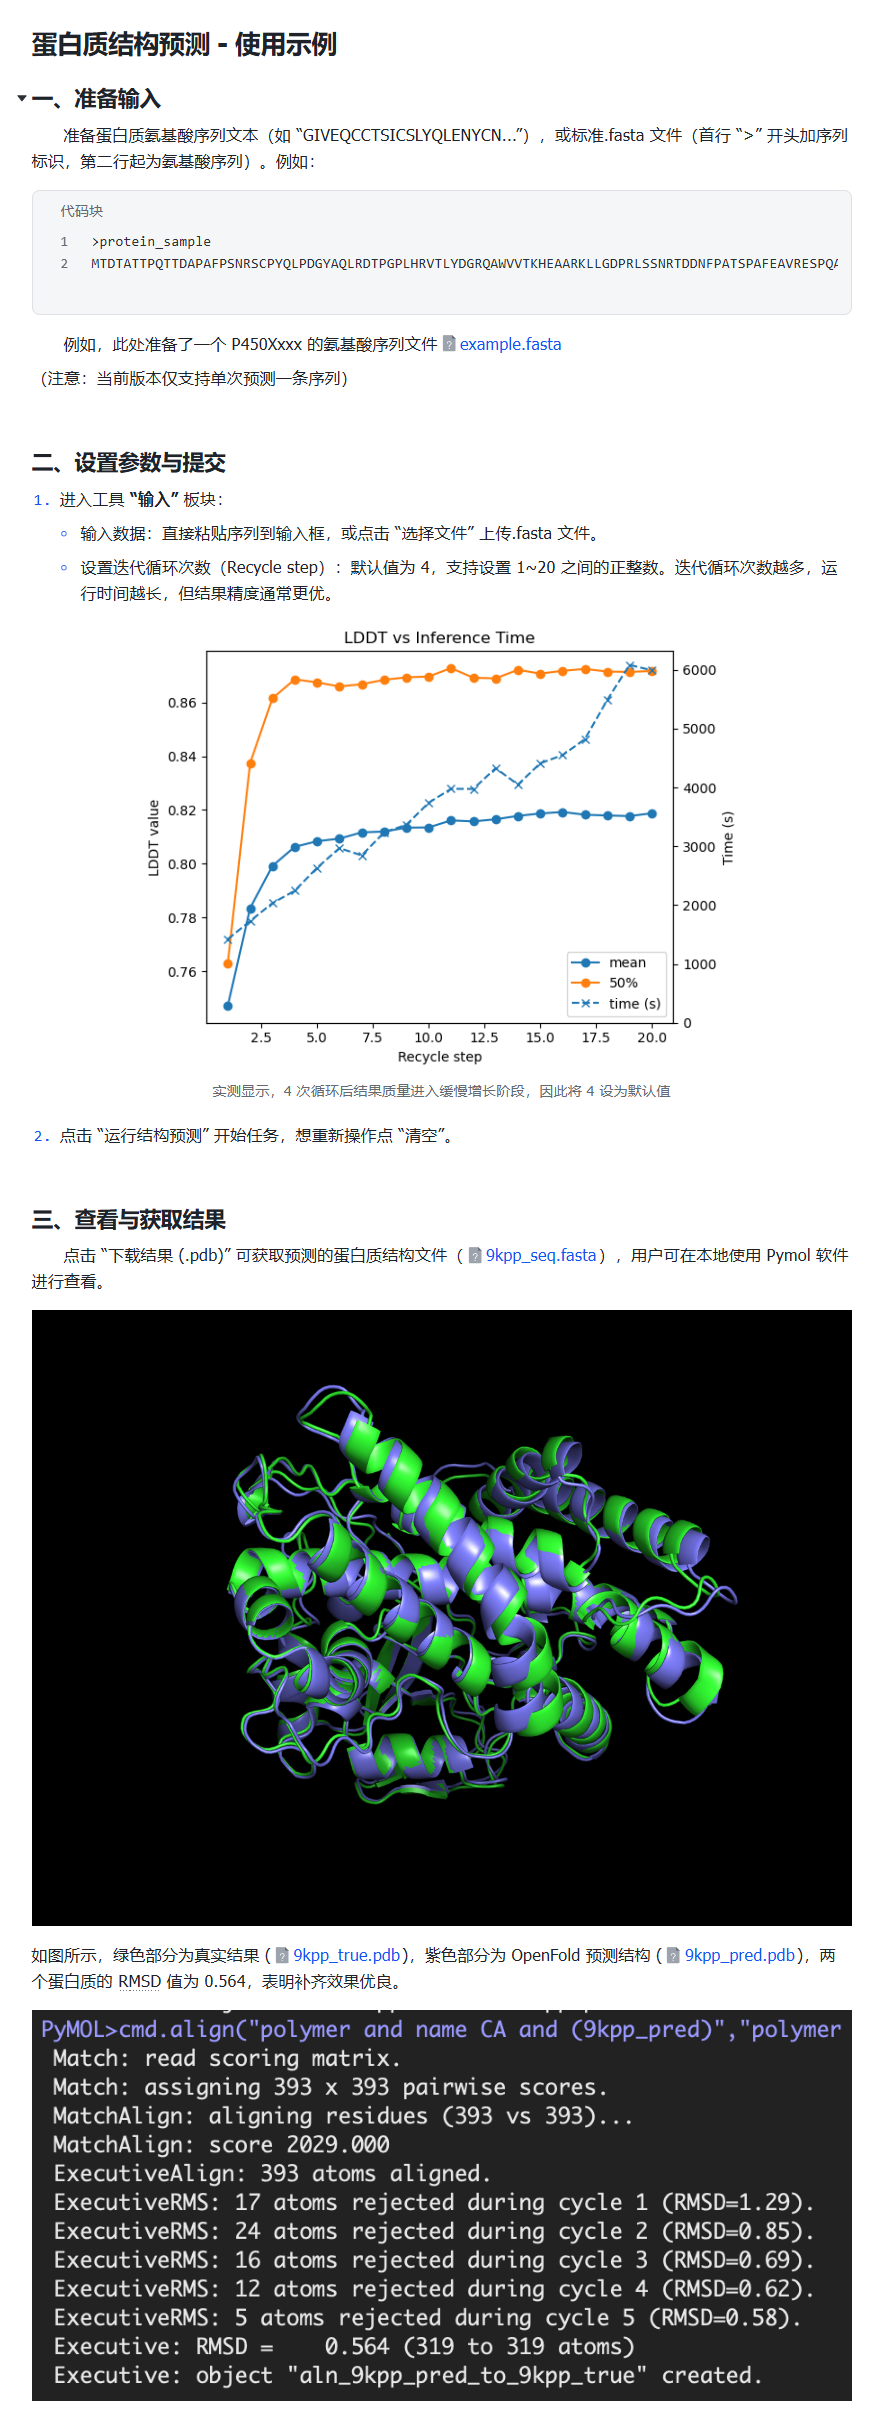 蛋白质结构预测 - 使用示例
一、准备输入
准备蛋白质氨基酸序列文本（如 “GIVEQCCTSICSLYQLENYCN...”），或标准.fasta 文件（首行 “>” 开头加序列
标识，第二行起为氨基酸序列）。例如：
代码块
1 >protein_sample
2 MTDTATTPQTTDAPAFPSNRSCPYQLPDGYAQLRDTPGPLHRVTLYDGRQAWVVTKHEAARKLLGDPRLSSNRTDDNFPATSPAFEAVRESPQA
例如，此处准备了一个 P450Xxxx 的氨基酸序列文件 example.fasta
（注意：当前版本仅支持单次预测一条序列）
二、设置参数与提交
1. 进入工具 “输入” 板块：
输入数据：直接粘贴序列到输入框，或点击 “选择文件” 上传.fasta 文件。
设置迭代循环次数（Recycle step）：默认值为 4，支持设置 1~20 之间的正整数。迭代循环次数越多，运
行时间越长，但结果精度通常更优。
LDDT vs Inference Time
0.86
0.84
0.82
0.80
0.78
0.76
LDDT value
6000
5000
4000
3000
2000
1000
0
Time (s)
mean
50%
time (s)
2.5 5.0 7.5 10.0 12.5 15.0 17.5 20.0
Recycle step
实测显示，4 次循环后结果质量进入缓慢增长阶段，因此将 4 设为默认值
2. 点击 “运行结构预测” 开始任务，想重新操作点 “清空”。
三、查看与获取结果
点击 “下载结果 (.pdb)” 可获取预测的蛋白质结构文件（ 9kpp_seq.fasta），用户可在本地使用 Pymol 软件
进行查看。
如图所示，绿色部分为真实结果 ( 9kpp_true.pdb)，紫色部分为 OpenFold 预测结构 ( 9kpp_pred.pdb)，两
个蛋白质的 RMSD 值为 0.564，表明补齐效果优良。
PyMOL>cmd.align("polymer and name CA and (9kpp_pred)","polymer
Match: read scoring matrix.
Match: assigning 393 x 393 pairwise scores.
MatchAlign: aligning residues (393 vs 393)...
MatchAlign: score 2029.000
ExecutiveAlign: 393 atoms aligned.
ExecutiveRMS: 17 atoms rejected during cycle 1 (RMSD=1.29).
ExecutiveRMS: 24 atoms rejected during cycle 2 (RMSD=0.85).
ExecutiveRMS: 16 atoms rejected during cycle 3 (RMSD=0.69).
ExecutiveRMS: 12 atoms rejected during cycle 4 (RMSD=0.62).
ExecutiveRMS: 5 atoms rejected during cycle 5 (RMSD=0.58).
Executive: RMSD = 0.564 (319 to 319 atoms)
Executive: object "aln_9kpp_pred_to_9kpp_true" created.